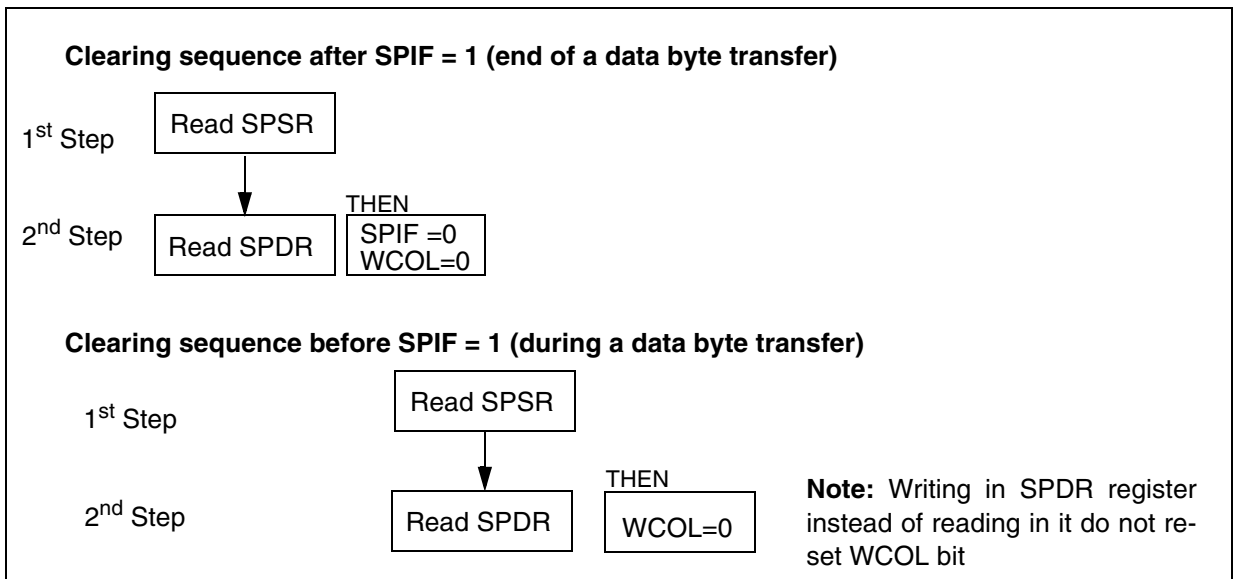 Clearing sequence after SPIF = 1 (end of a data byte transfer)
1st Step
Read SPSR
THEN
2nd Step
Read SPDR
SPIF =0
WCOL=0
Clearing sequence before SPIF = 1 (during a data byte transfer)
1st Step
Read SPSR
THEN
2nd Step
Read SPDR
WCOL=0
Note: Writing in SPDR register
instead of reading in it do not re-
set WCOL bit